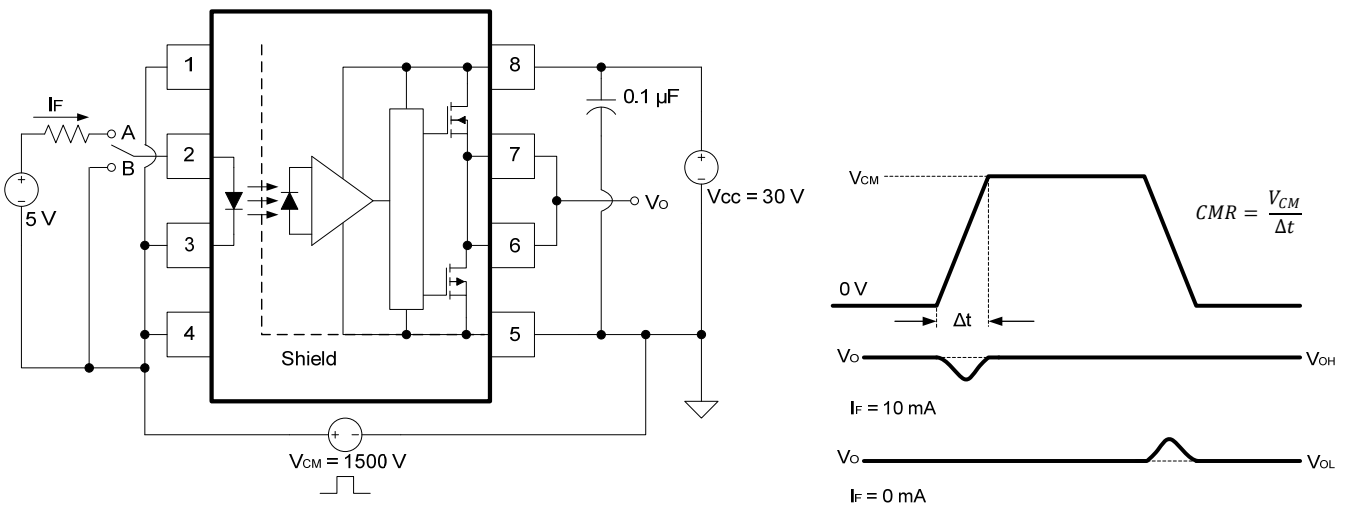 1
8
IF
0.1 µF
A
B
2
7
5 V
VO
VCC = 30 V
3
6
4
5
Shield
VCM = 1500 V
VCM
CMR = VCM / Δt
0 V
Δt
VO
VOH
IF = 10 mA
VO
VOL
IF = 0 mA